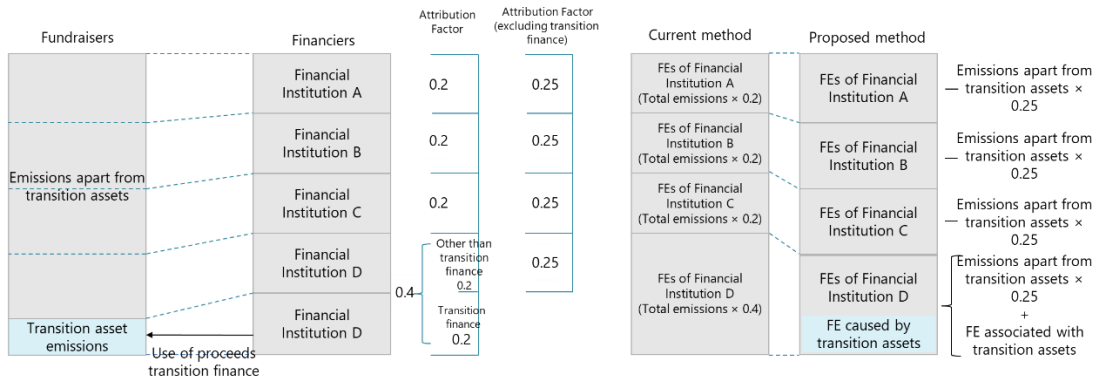 Fundraisers
Emissions apart from
transition assets
Transition asset
emissions
Financiers
Financial
Institution A
Financial
Institution B
Financial
Institution C
Financial
Institution D
Financial
Institution D
Use of proceeds
transition finance
Attribution
Factor
0.2
0.2
0.2
0.4
Other than
transition
finance
0.2
Transition
finance
0.2
Attribution Factor
(excluding transition
finance)
0.25
0.25
0.25
0.25
Current method
FEs of Financial
Institution A
(Total emissions × 0.2)
FEs of Financial
Institution B
(Total emissions × 0.2)
FEs of Financial
Institution C
(Total emissions × 0.2)
FEs of Financial
Institution D
(Total emissions × 0.4)
Proposed method
FEs of Financial
Institution A
FEs of Financial
Institution B
FEs of Financial
Institution C
FEs of Financial
Institution D
FE caused by
transition assets
Emissions apart from
transition assets ×
0.25
Emissions apart from
transition assets ×
0.25
Emissions apart from
transition assets ×
0.25
Emissions apart from
transition assets ×
0.25
+
FE associated with
transition assets